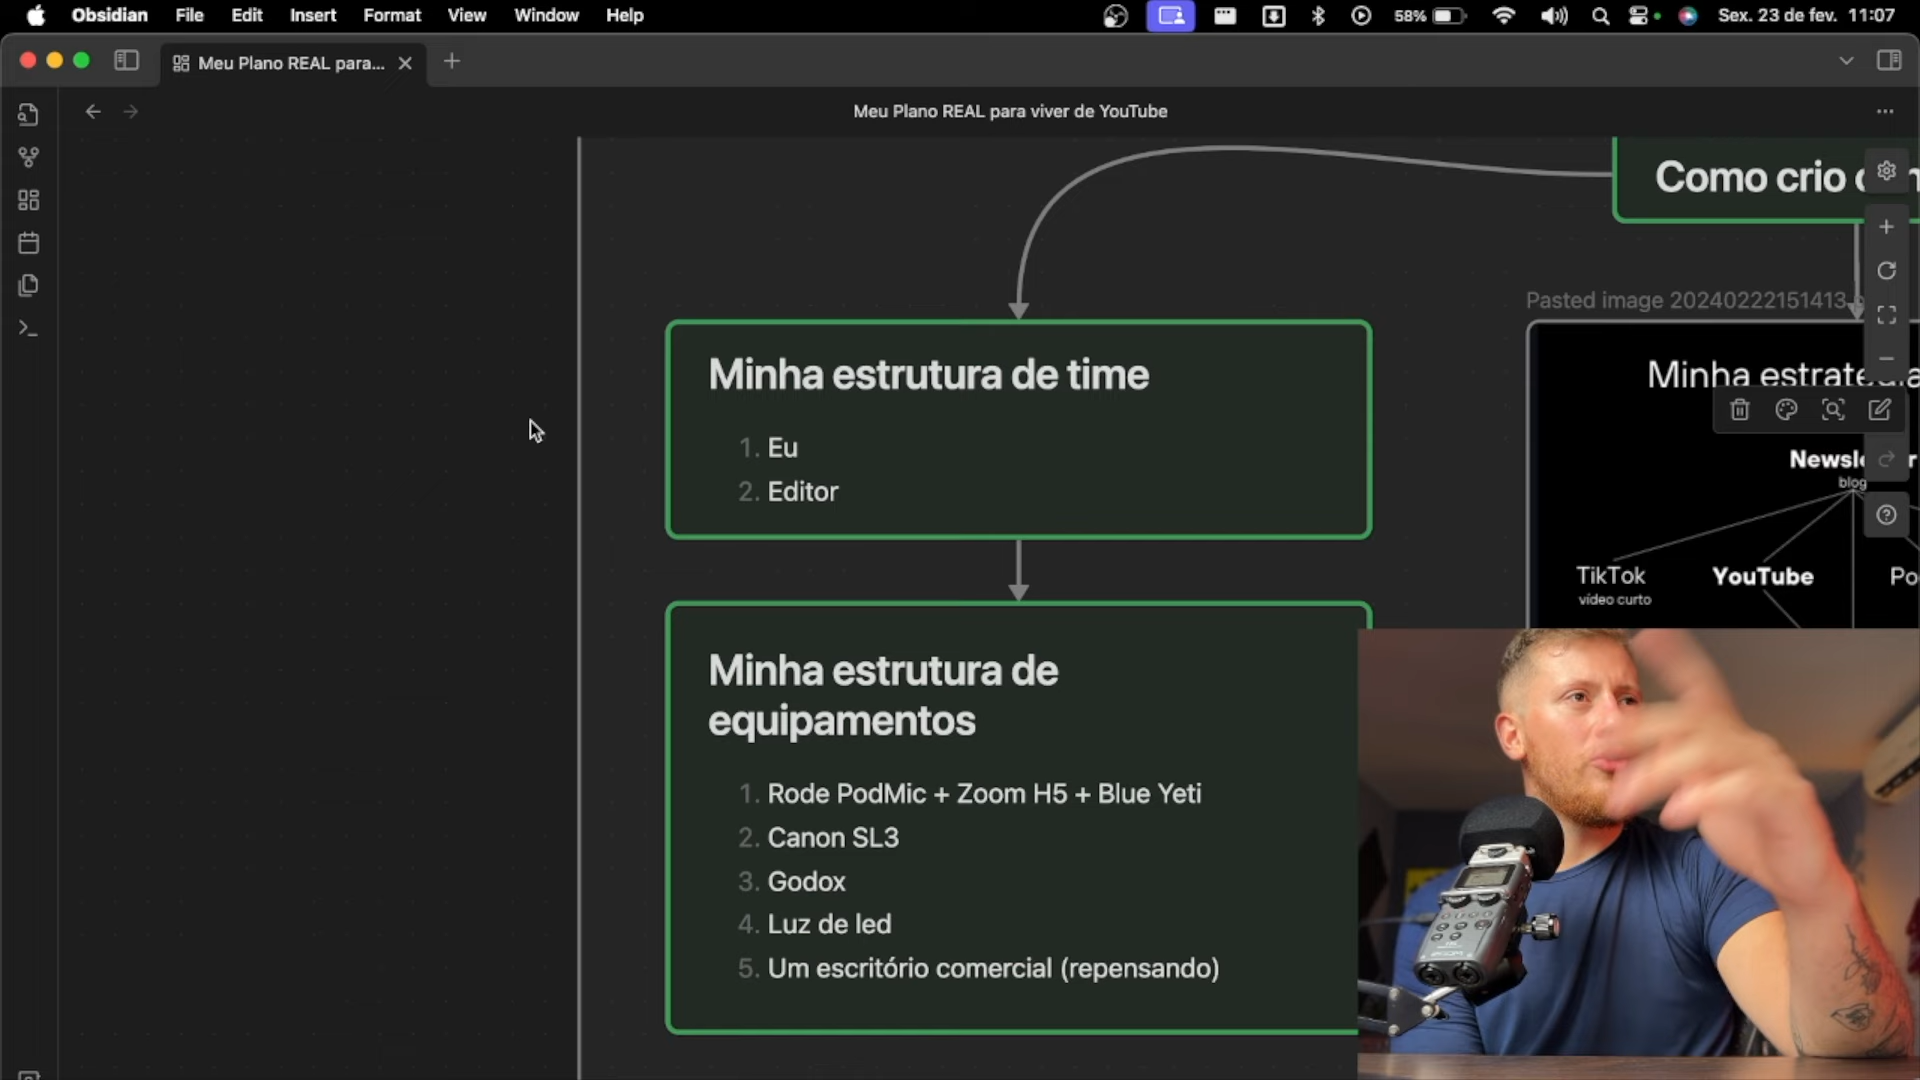 Obsidian File Edit Insert Format View Window Help 58% Sex. 23 de fev. 11:07
Meu Plano REAL para...
Meu Plano REAL para viver de YouTube
Como crio
Pasted image 20240222151413
Minha estrutura de time
1. Eu
2. Editor
Minha
blog
TikTok YouTube
vídeo curto
Minha estrutura de
equipamentos
1. Rode PodMic + Zoom H5 + Blue Yeti
2. Canon SL3
3. Godox
4. Luz de led
5. Um escritório comercial (repensando)